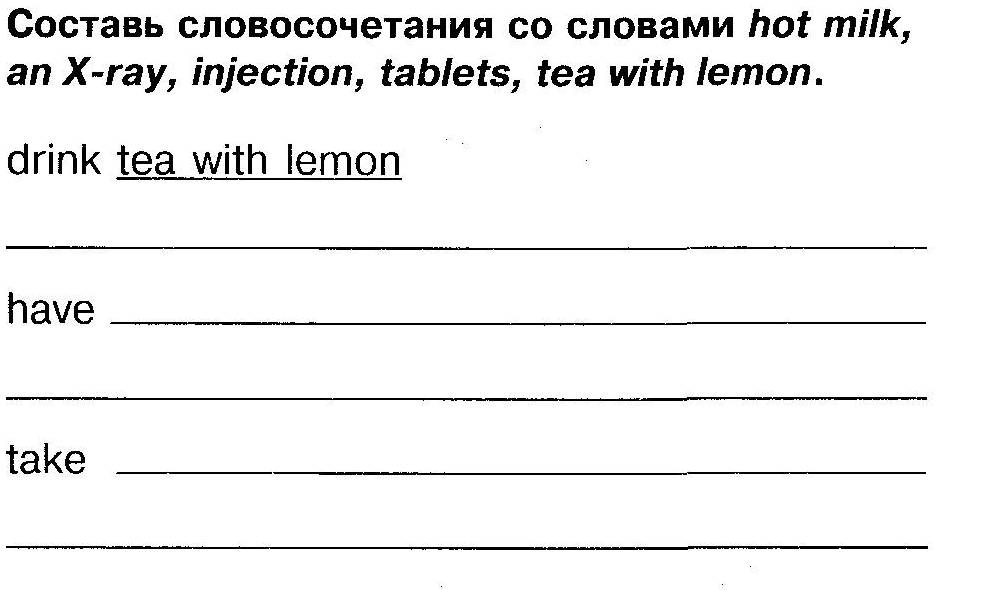 Составь словосочетания со словами hot milk,
an X-ray, injection, tablets, tea with lemon.
drink tea with lemon
have
take